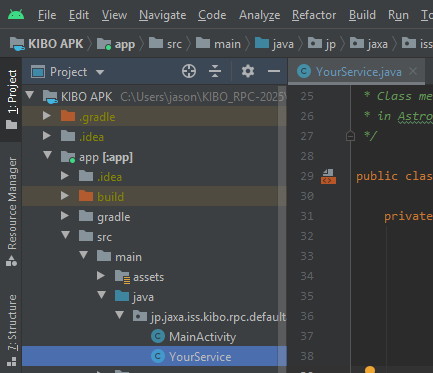 File Edit View Navigate Code Analyze Refactor Build Run
KIBO APK app src main java jp jaxa iss
Project YourService.java
KIBO APK C:\Users\jason\KIBO_RPC-2025\
.gradle
.idea
app [:app]
.idea
build
gradle
src
main
assets
java
jp.jaxa.iss.kibo.rpc.default
MainActivity
YourService
1: Project
Resource Manager
7: Structure
25 * Class me
26 * in Astro
27 */
28
29 public clas
30
31 private
32
33
34
35
36
37
38